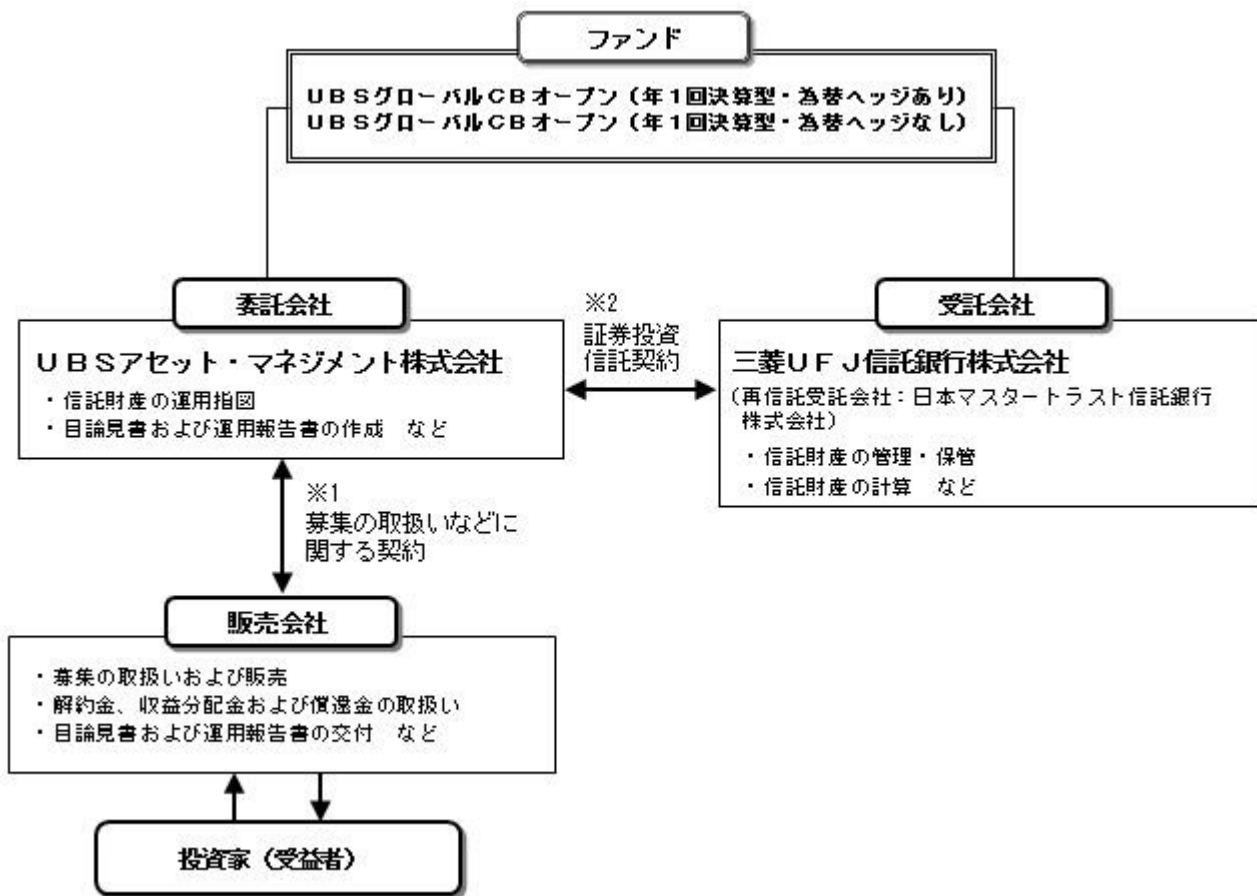 ファンド
UBSグローバルCBオープン（年1回決算型・為替ヘッジあり）
UBSグローバルCBオープン（年1回決算型・為替ヘッジなし）
委託会社
UBSアセット・マネジメント株式会社
・信託財産の運用指図
・目論見書および運用報告書の作成　など
※2
証券投資
信託契約
受託会社
三菱UFJ信託銀行株式会社
（再信託受託会社：日本マスタートラスト信託銀行
株式会社）
・信託財産の管理・保管
・信託財産の計算　など
※1
募集の取扱いなどに
関する契約
販売会社
・募集の取扱いおよび販売
・解約金、収益分配金および償還金の取扱い
・目論見書および運用報告書の交付　など
投資家（受益者）